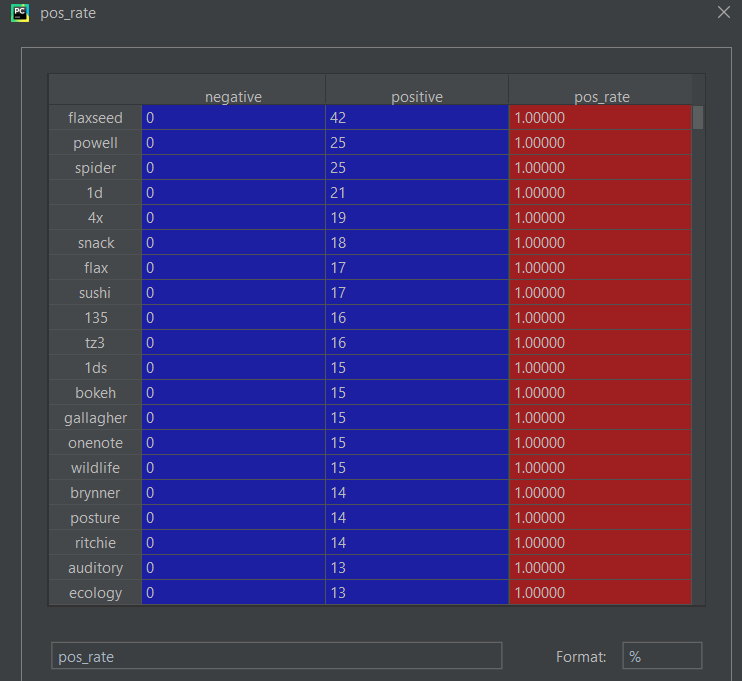 PC pos_rate
negative positive pos_rate
flaxseed 0 42 1.00000
powell 0 25 1.00000
spider 0 25 1.00000
1d 0 21 1.00000
4x 0 19 1.00000
snack 0 18 1.00000
flax 0 17 1.00000
sushi 0 17 1.00000
135 0 16 1.00000
tz3 0 16 1.00000
1ds 0 15 1.00000
bokeh 0 15 1.00000
gallagher 0 15 1.00000
onenote 0 15 1.00000
wildlife 0 15 1.00000
brynner 0 14 1.00000
posture 0 14 1.00000
ritchie 0 14 1.00000
auditory 0 13 1.00000
ecology 0 13 1.00000
pos_rate Format: %